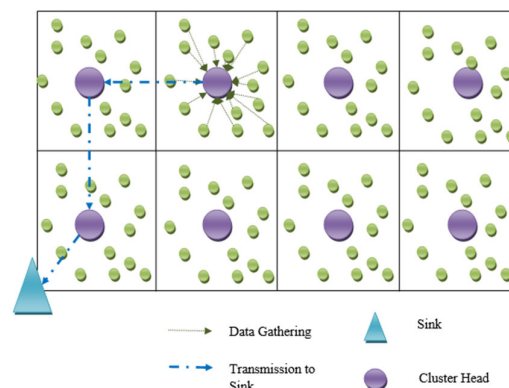 Data Gathering
Sink
Transmission to
Sink
Cluster Head